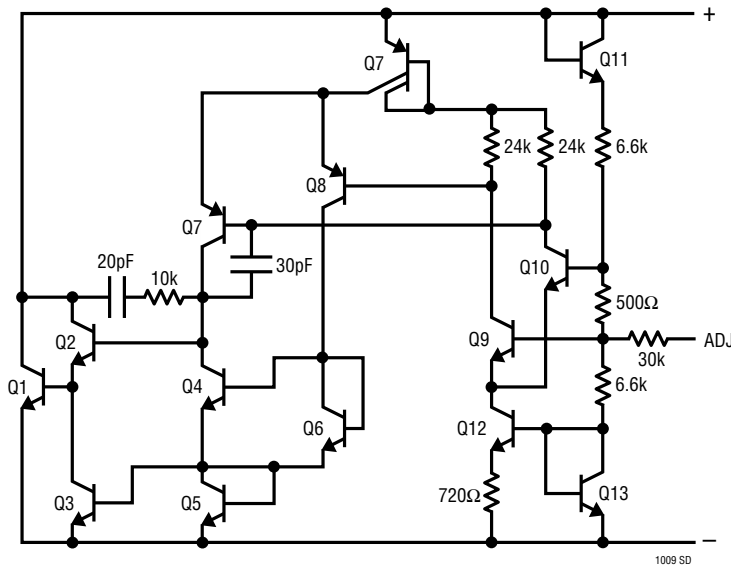 +
Q11
Q7
24k
24k
6.6k
Q8
Q7
20pF
10k
30pF
Q10
500Ω
Q2
Q9
ADJ
30k
Q1
Q4
6.6k
Q6
Q12
Q3
Q5
720Ω
Q13
–
1009 SD